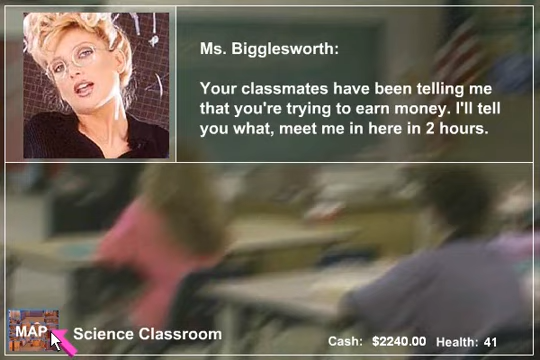 Ms. Bigglesworth:
Your classmates have been telling me
that you're trying to earn money. I'll tell
you what, meet me in here in 2 hours.
MAP
Science Classroom
Cash: $2240.00 Health: 41